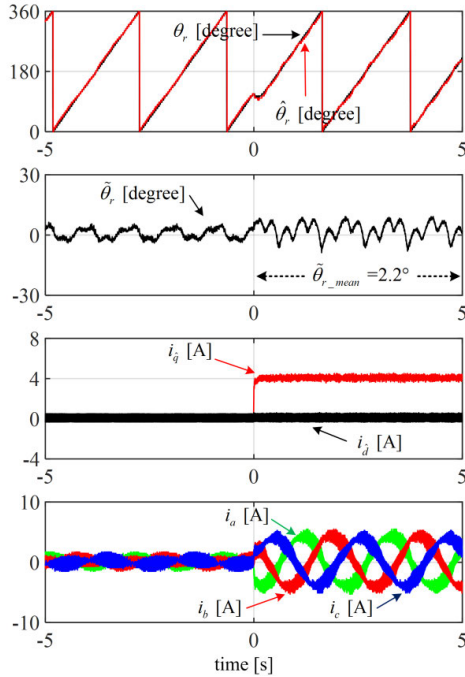 360
θr [degree]
180
θ̂r [degree]
0
-5 0 5
30
θ̃r [degree]
0
θ̃r_mean =2.2°
-30
-5 0 5
8
iq̂ [A]
4
0
id̂ [A]
-4
-5 0 5
10
ia [A]
0
ib [A] ic [A]
-10
-5 0 5
time [s]